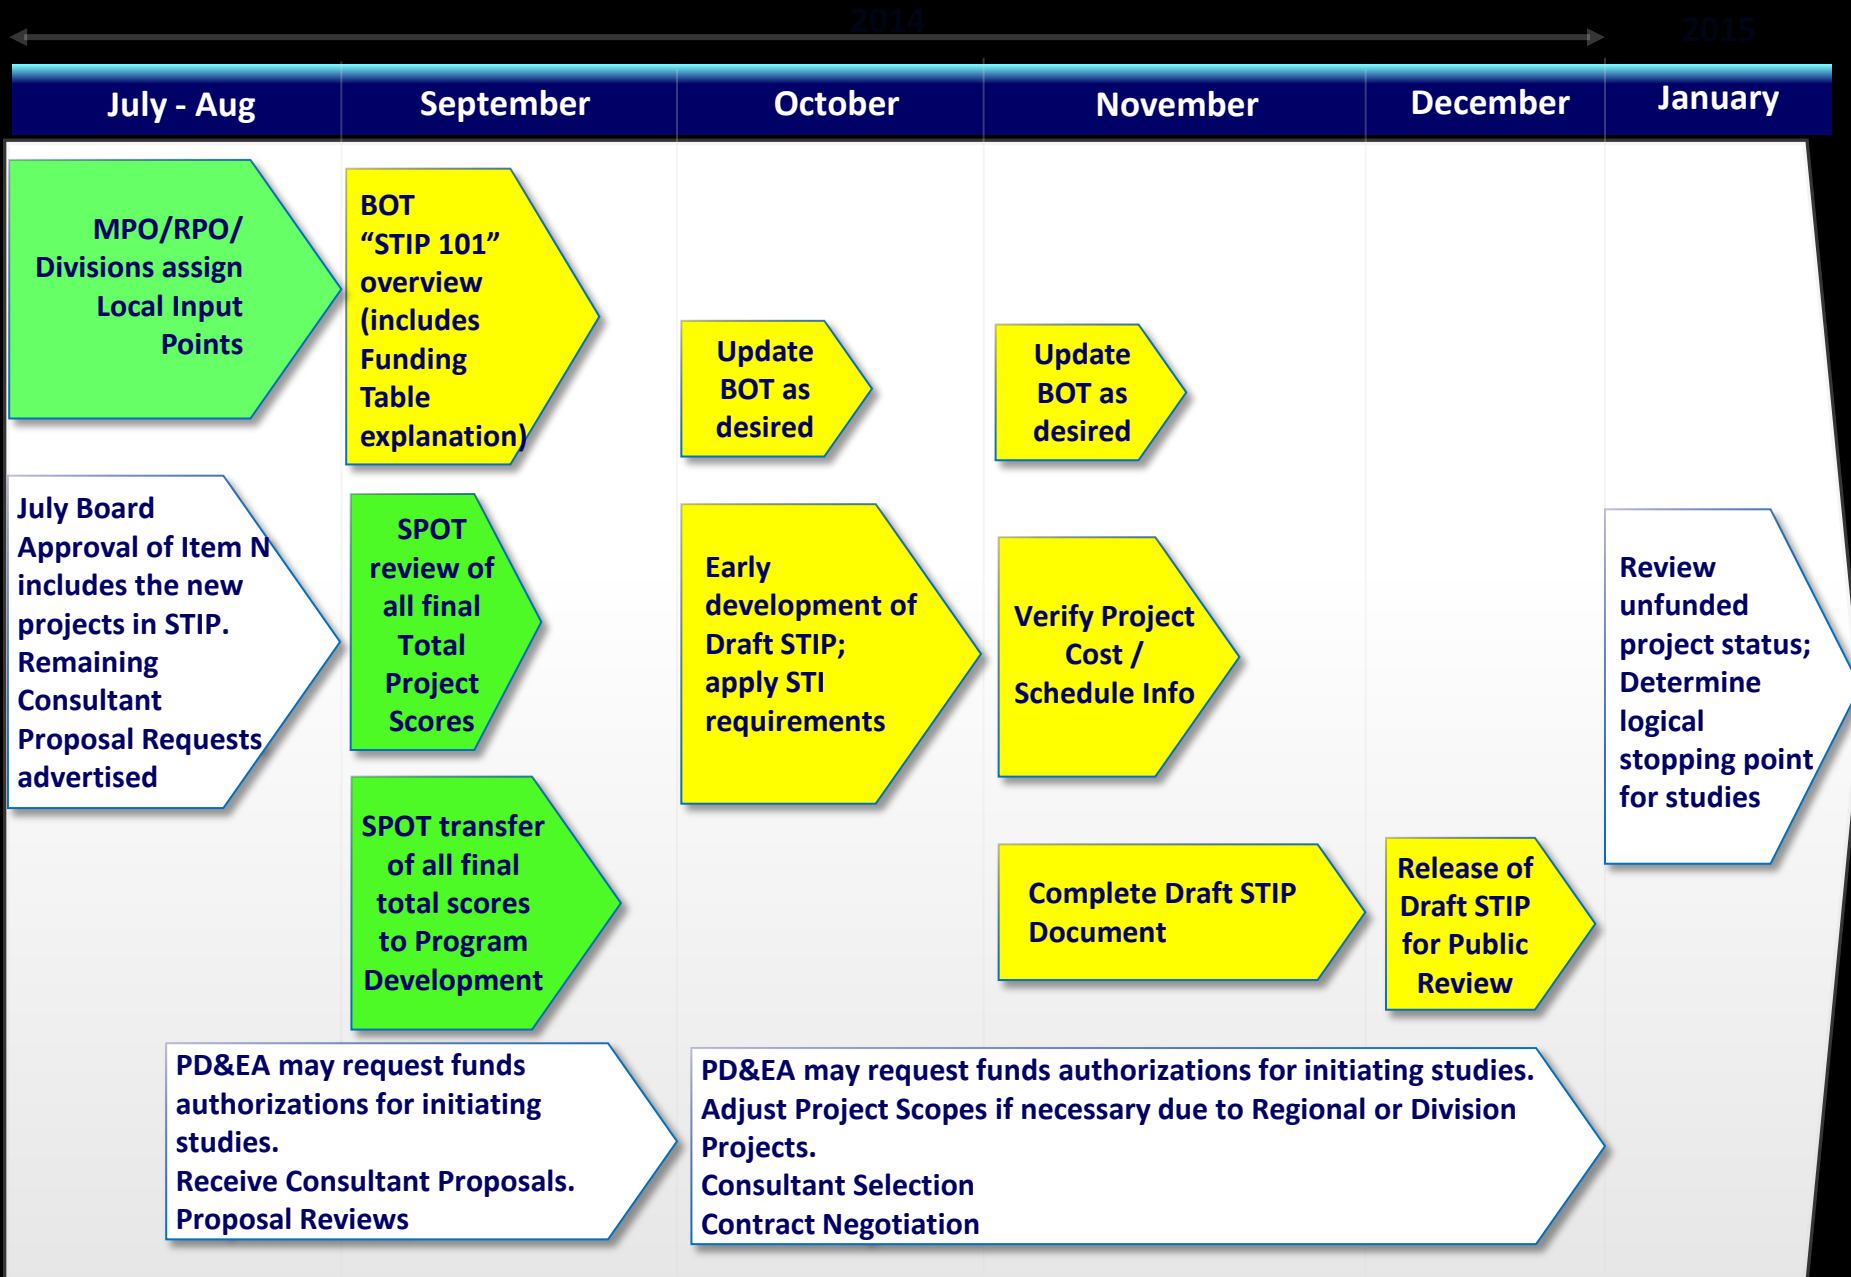 2014
2015
July - Aug
September
October
November
December
January
MPO/RPO/
Divisions assign
Local Input
Points
BOT
“STIP 101”
overview
(includes
Funding
Table
explanation)
Update
BOT as
desired
Update
BOT as
desired
July Board
Approval of Item N
includes the new
projects in STIP.
Remaining
Consultant
Proposal Requests
advertised
SPOT
review of
all final
Total
Project
Scores
Early
development of
Draft STIP;
apply STI
requirements
Verify Project
Cost /
Schedule Info
Review
unfunded
project status;
Determine
logical
stopping point
for studies
SPOT transfer
of all final
total scores
to Program
Development
Complete Draft STIP
Document
Release of
Draft STIP
for Public
Review
PD&EA may request funds
authorizations for initiating
studies.
Receive Consultant Proposals.
Proposal Reviews
PD&EA may request funds authorizations for initiating studies.
Adjust Project Scopes if necessary due to Regional or Division
Projects.
Consultant Selection
Contract Negotiation